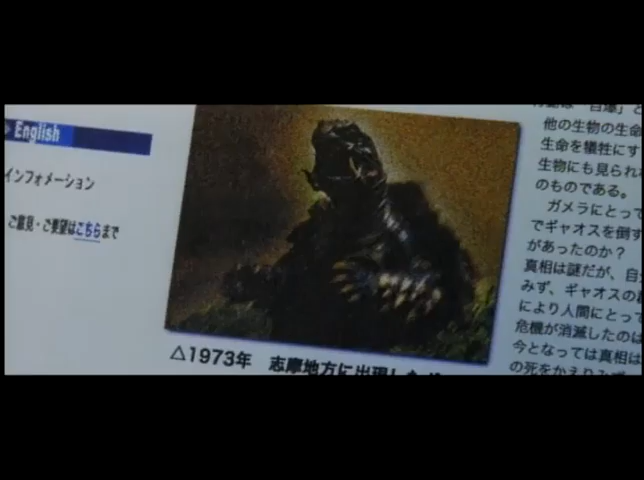 English
インフォメーション
ご意見・ご要望はこちらまで
△1973年 志摩地方に出現した
他の生物の生命
生命を犠牲にす
生物にも見られ
のものである。
ガメラにとって
でギャオスを倒す
があったのか？
真相は謎だが、自
みず、ギャオスの
により人間にとって
危機が消滅したのは
今となっては真相は
の死をかえりみず